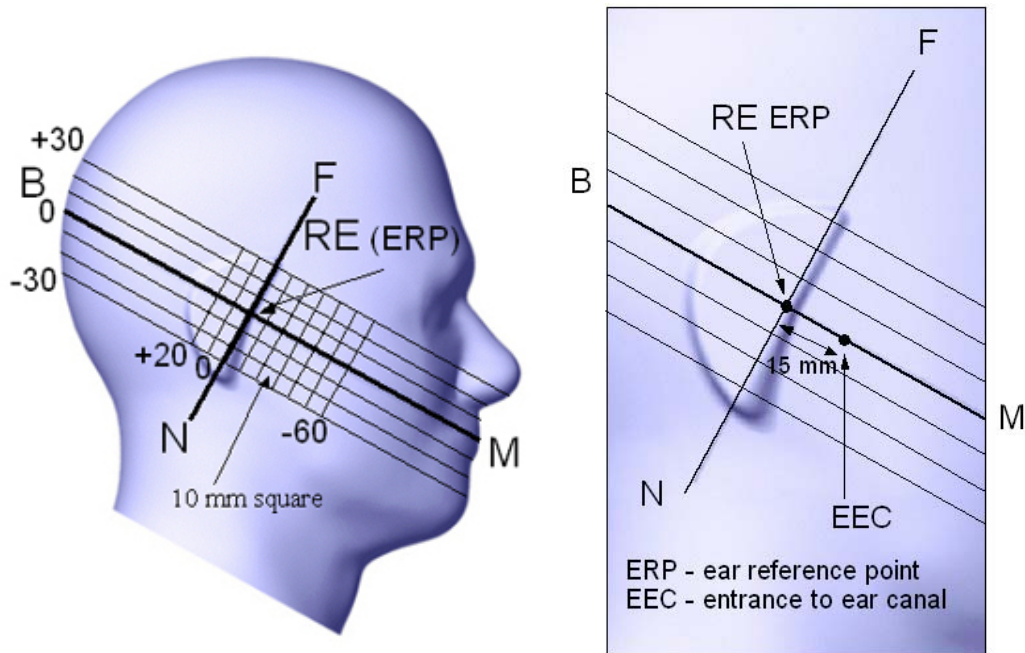 +30
B
0
-30
F
RE (ERP)
+20
0
N
-60
M
10 mm square
F
RE ERP
B
15 mm
M
N
EEC
ERP - ear reference point
EEC - entrance to ear canal